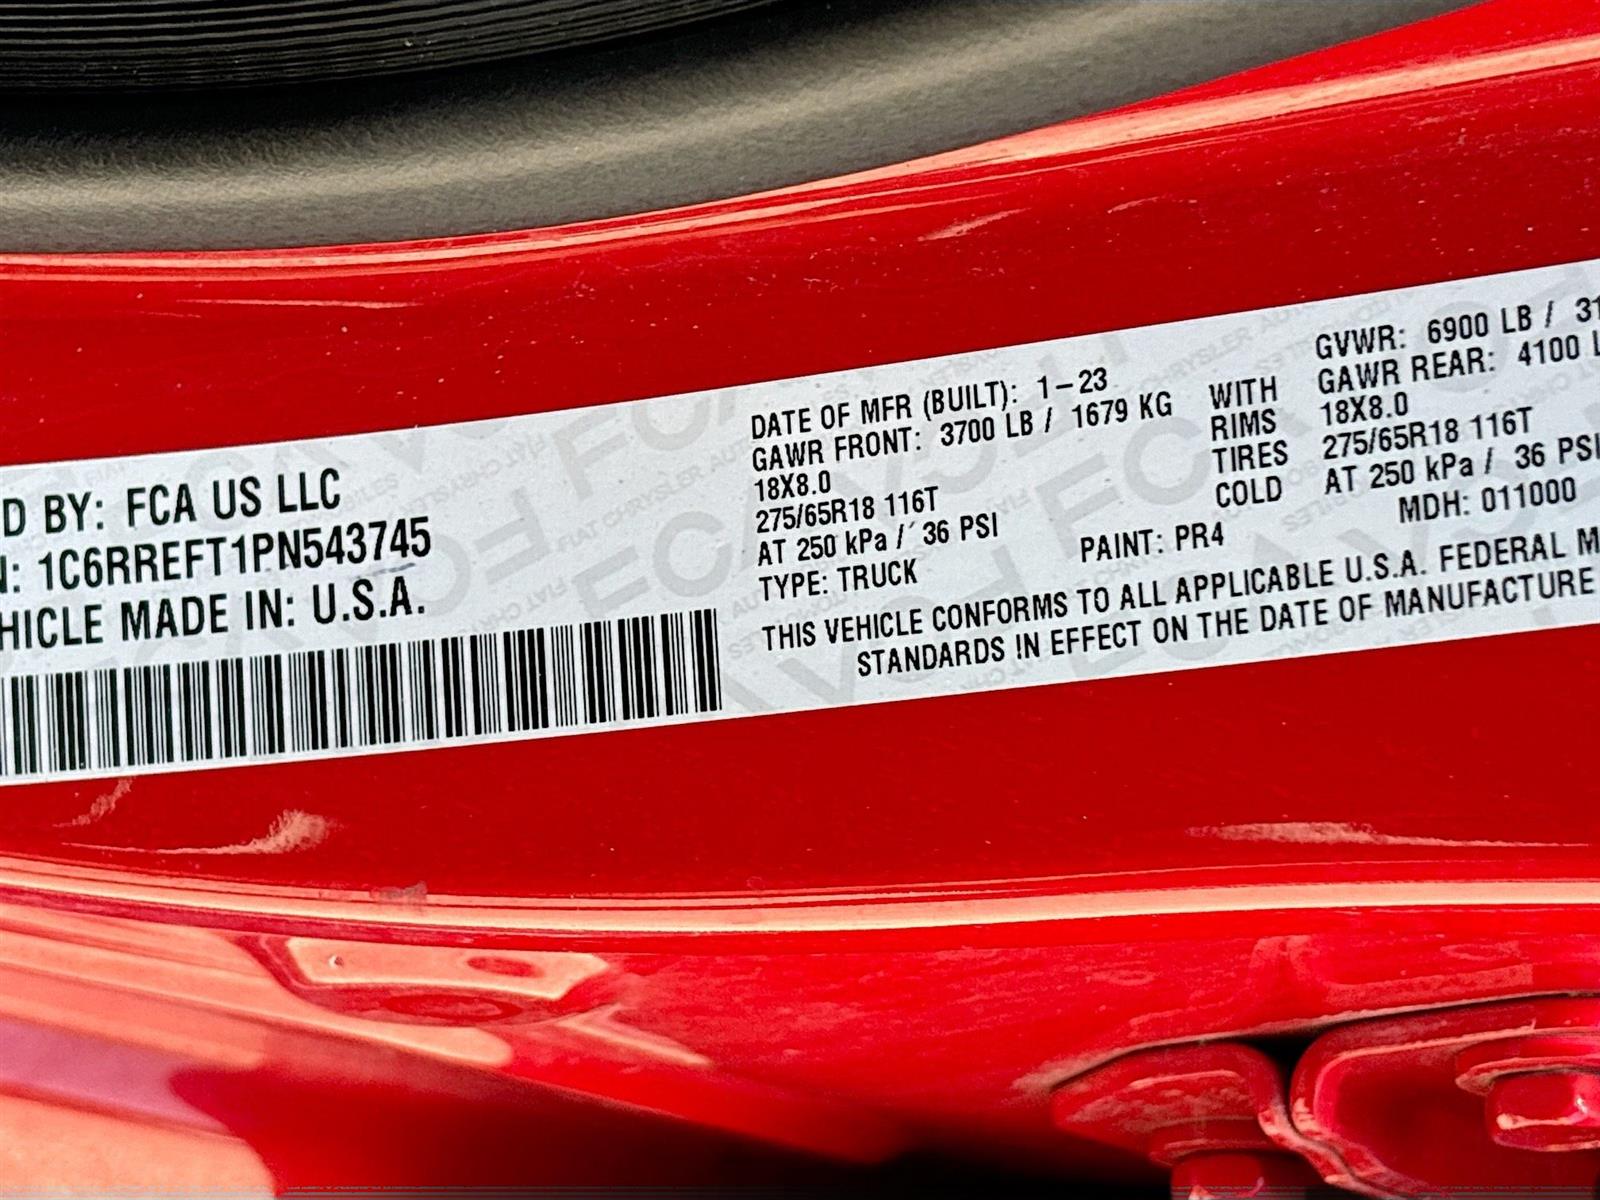 D BY: FCA US LLC
N: 1C6RREFT1PN543745
HICLE MADE IN: U.S.A.
DATE OF MFR (BUILT): 1-23 GVWR: 6900 LB / 31
GAWR FRONT: 3700 LB / 1679 KG WITH GAWR REAR: 4100 L
18X8.0 RIMS 18X8.0
275/65R18 116T TIRES 275/65R18 116T
AT 250 kPa / 36 PSI COLD AT 250 kPa / 36 PSI
TYPE: TRUCK PAINT: PR4 MDH: 011000
THIS VEHICLE CONFORMS TO ALL APPLICABLE U.S.A. FEDERAL M
STANDARDS IN EFFECT ON THE DATE OF MANUFACTURE